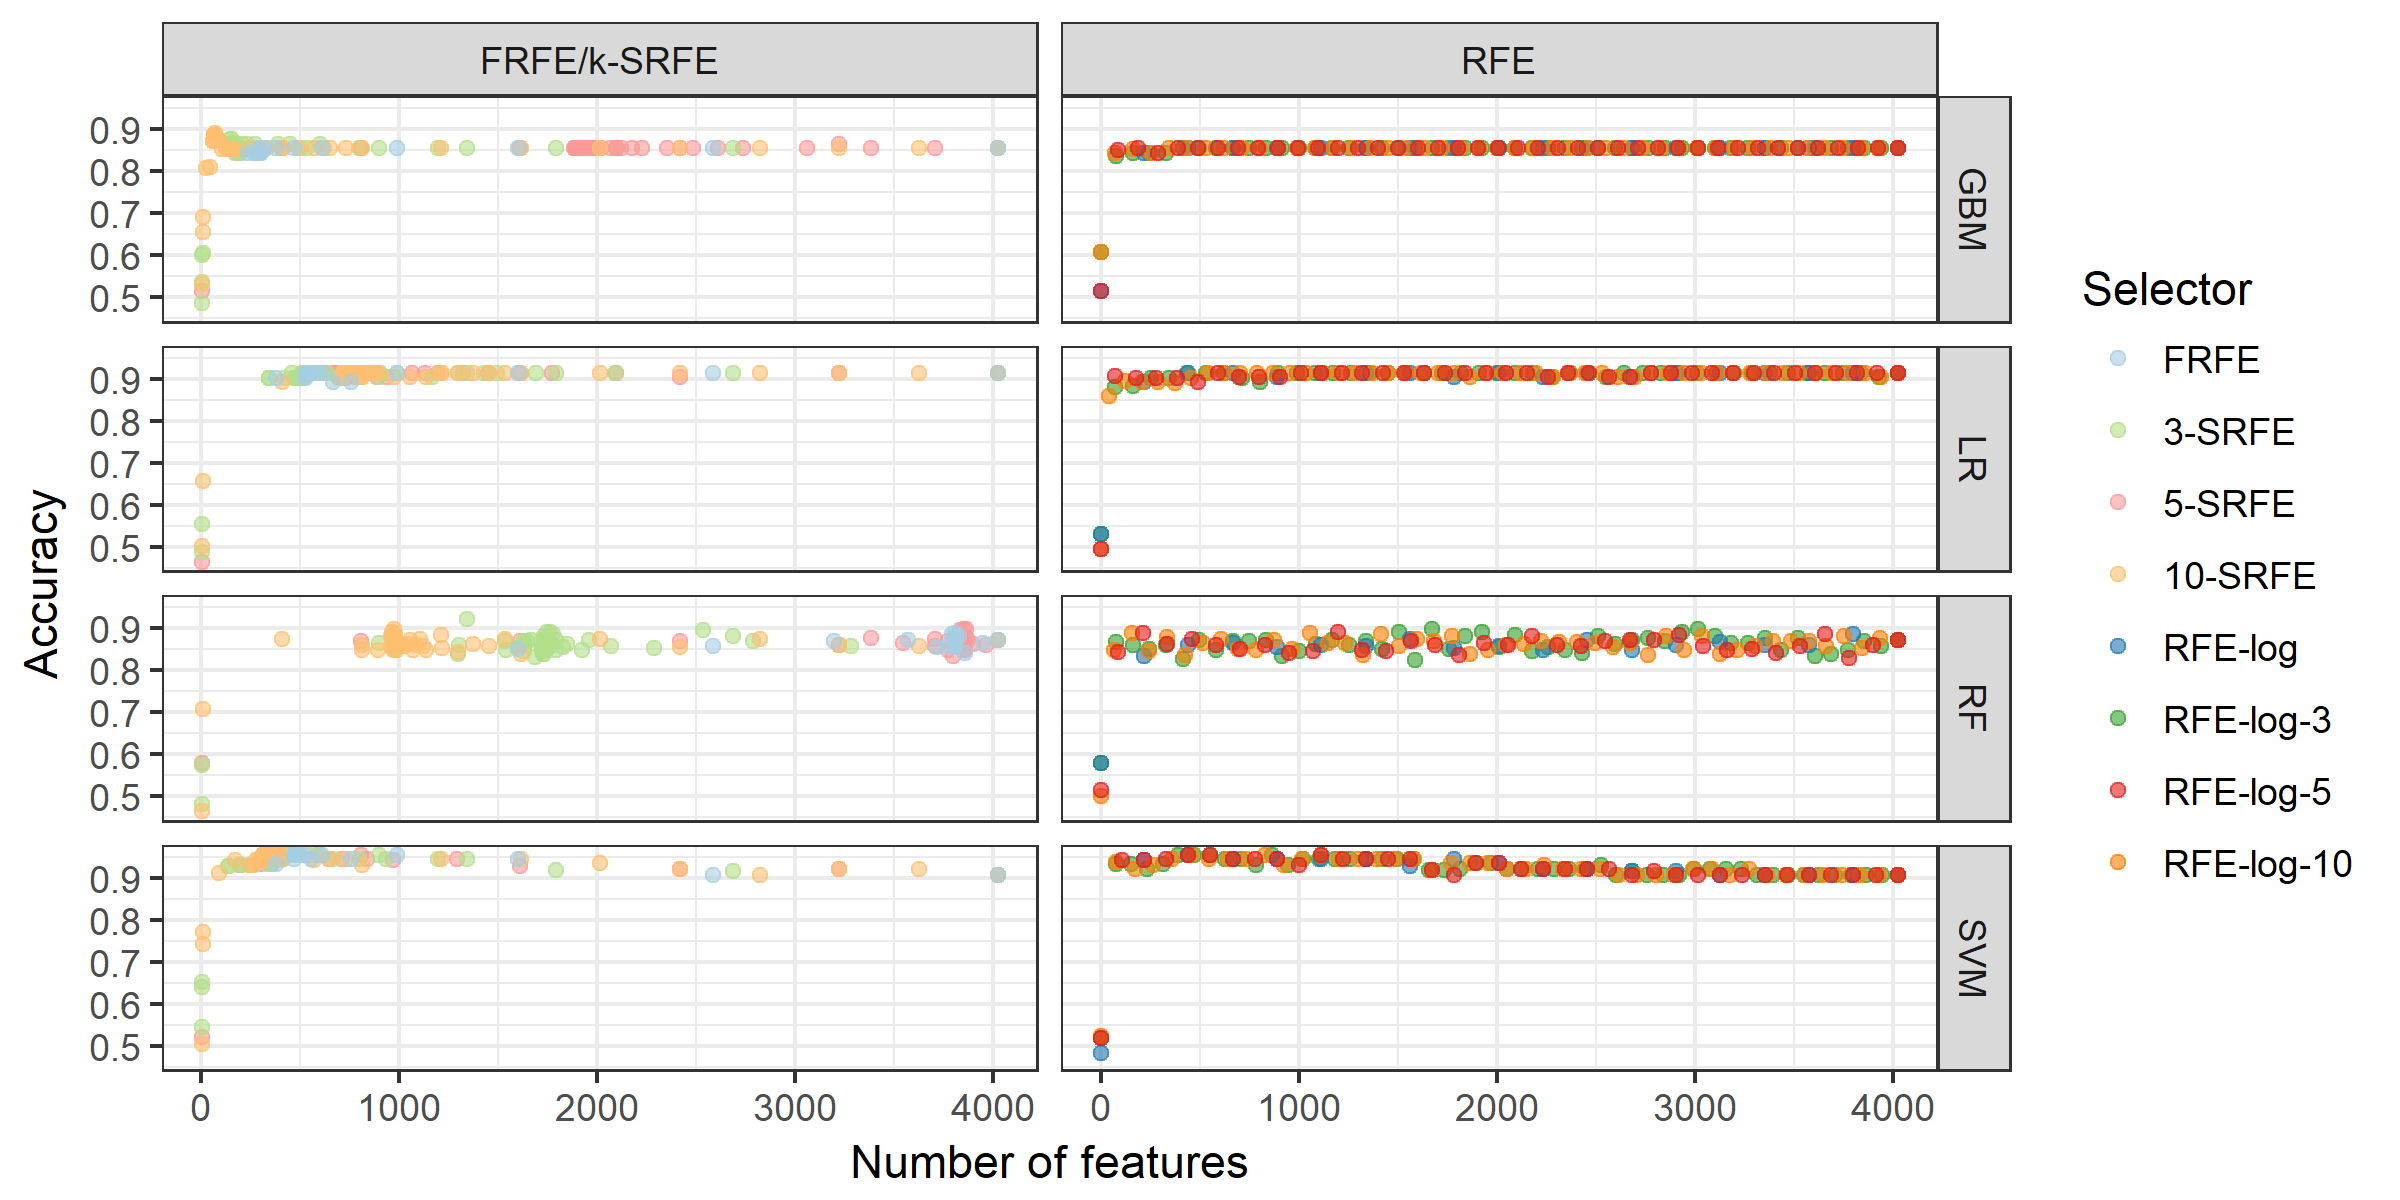 FRFE/k-SRFE
RFE
0.9
0.8
0.7
0.6
0.5
GBM
0.9
0.8
0.7
0.6
0.5
LR
0.9
0.8
0.7
0.6
0.5
RF
0.9
0.8
0.7
0.6
0.5
SVM
Accuracy
0 1000 2000 3000 4000
0 1000 2000 3000 4000
Number of features
Selector
FRFE
3-SRFE
5-SRFE
10-SRFE
RFE-log
RFE-log-3
RFE-log-5
RFE-log-10